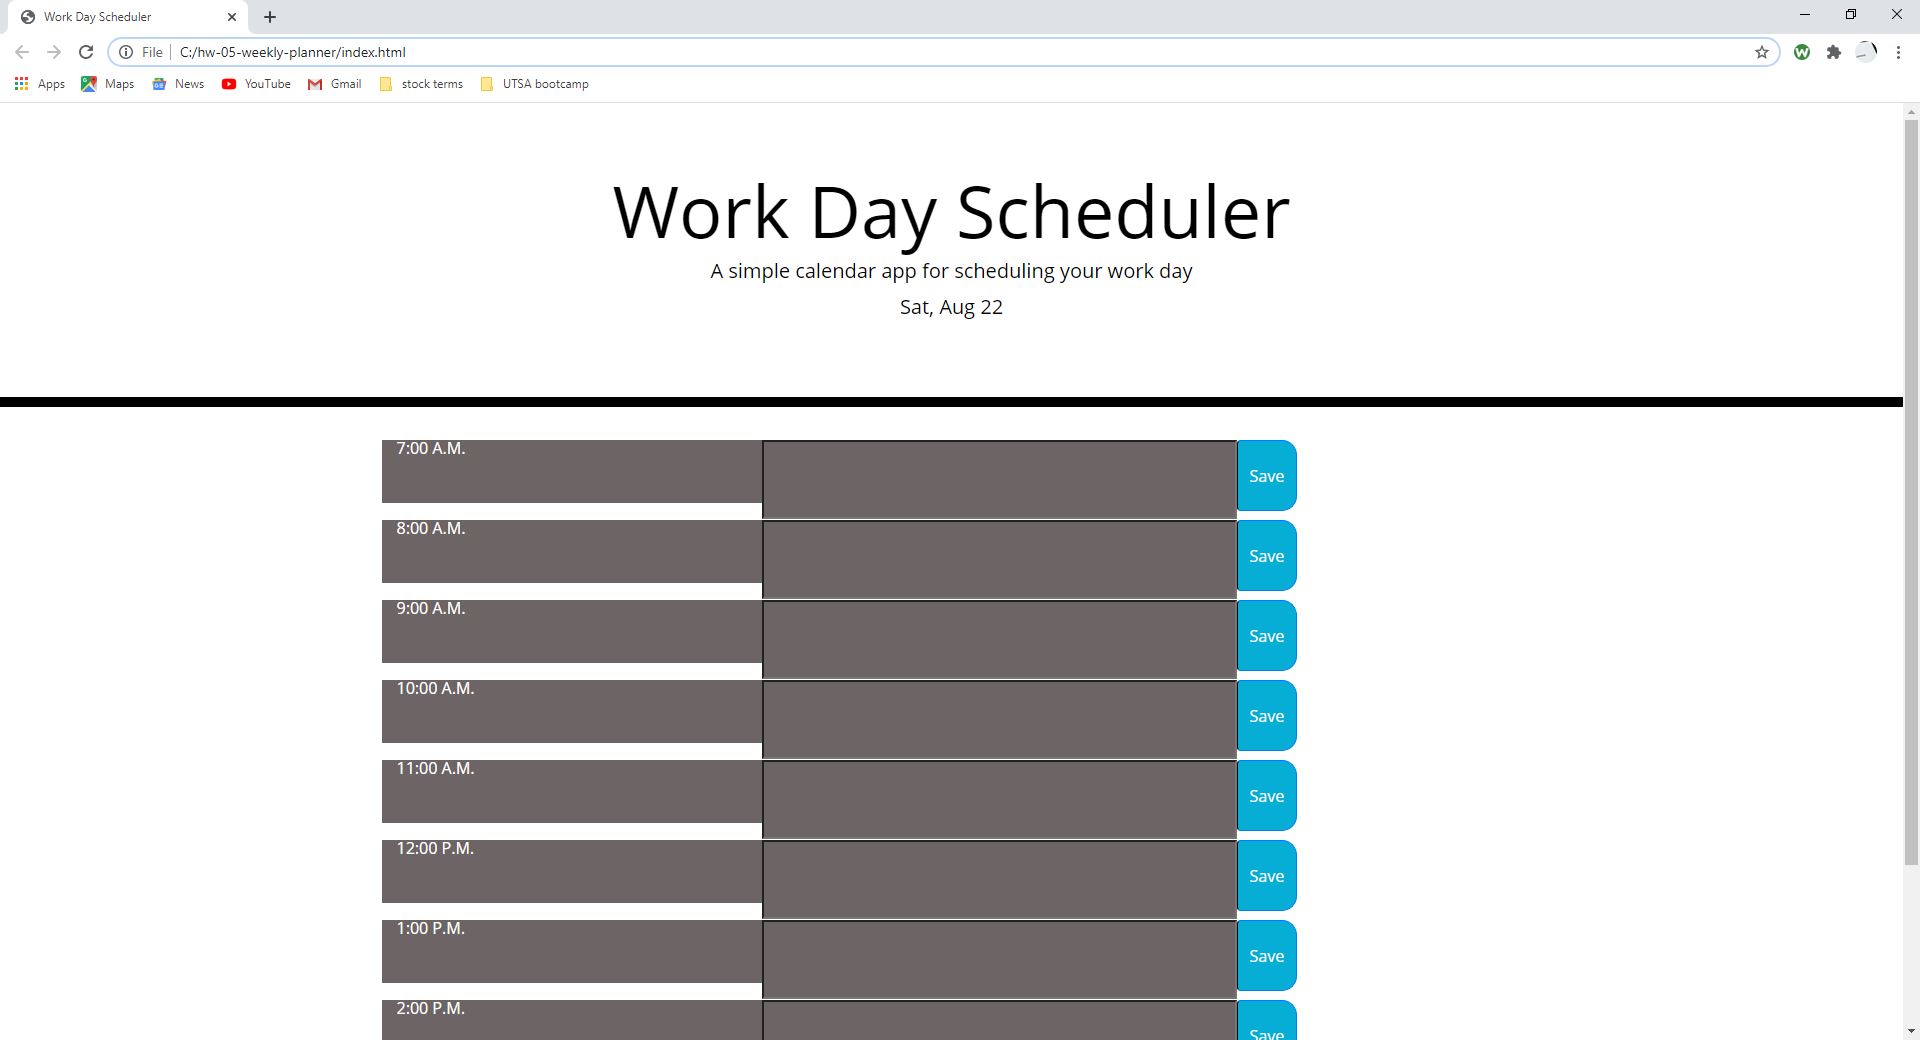 Work Day Scheduler
File C:/hw-05-weekly-planner/index.html
Apps Maps News YouTube Gmail stock terms UTSA bootcamp
Work Day Scheduler
A simple calendar app for scheduling your work day
Sat, Aug 22
7:00 A.M. Save
8:00 A.M. Save
9:00 A.M. Save
10:00 A.M. Save
11:00 A.M. Save
12:00 P.M. Save
1:00 P.M. Save
2:00 P.M. Save